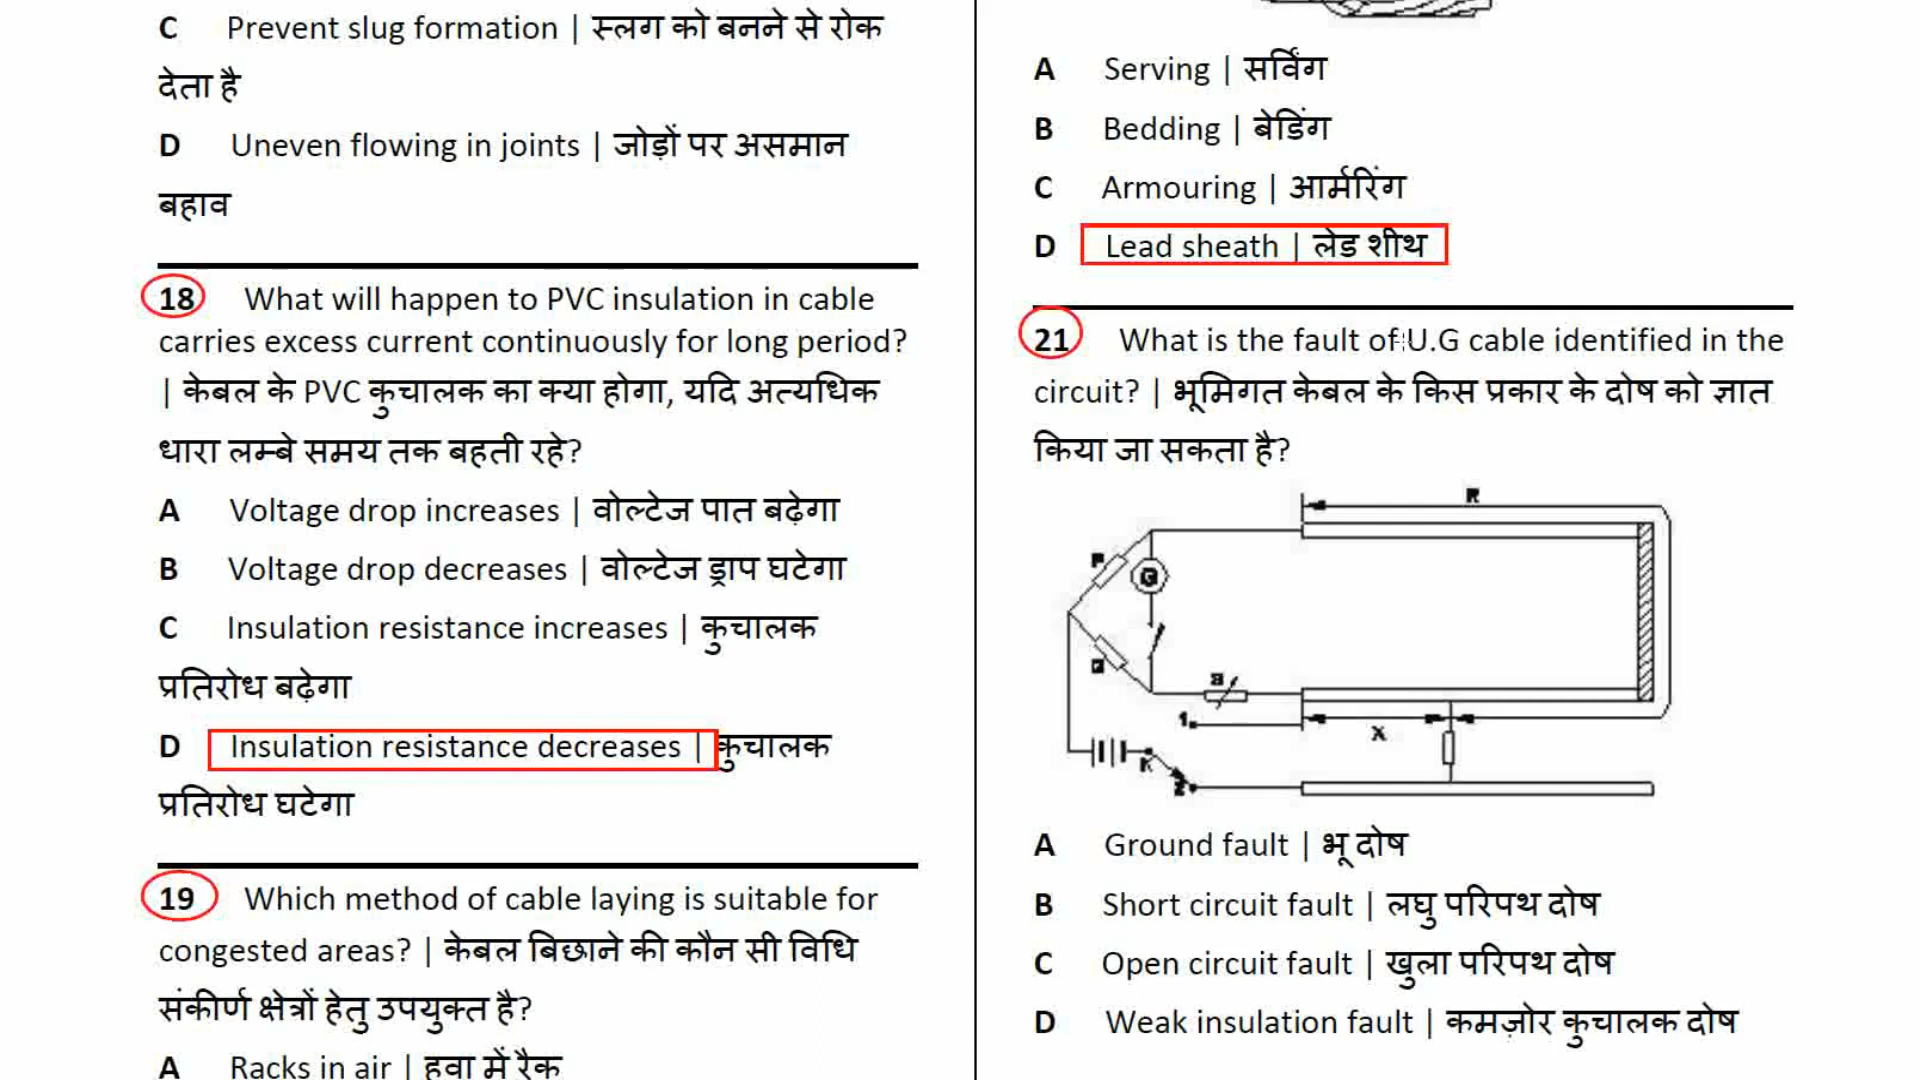 C Prevent slug formation | स्लग को बनने से रोक
देता है
D Uneven flowing in joints | जोड़ों पर असमान
बहाव
18 What will happen to PVC insulation in cable
carries excess current continuously for long period?
| केबल के PVC कुचालक का क्या होगा, यदि अत्यधिक
धारा लम्बे समय तक बहती रहे?
A Voltage drop increases | वोल्टेज पात बढ़ेगा
B Voltage drop decreases | वोल्टेज ड्राप घटेगा
C Insulation resistance increases | कुचालक
प्रतिरोध बढ़ेगा
D Insulation resistance decreases | कुचालक
प्रतिरोध घटेगा
19 Which method of cable laying is suitable for
congested areas? | केबल बिछाने की कौन सी विधि
संकीर्ण क्षेत्रों हेतु उपयुक्त है?
A Racks in air | हवा में रैक
A Serving | सर्विंग
B Bedding | बेडिंग
C Armouring | आर्मरिंग
D Lead sheath | लेड शीथ
21 What is the fault of U.G cable identified in the
circuit? | भूमिगत केबल के किस प्रकार के दोष को ज्ञात
किया जा सकता है?
R
P
G
1
X
K
2
A Ground fault | भू दोष
B Short circuit fault | लघु परिपथ दोष
C Open circuit fault | खुला परिपथ दोष
D Weak insulation fault | कमज़ोर कुचालक दोष